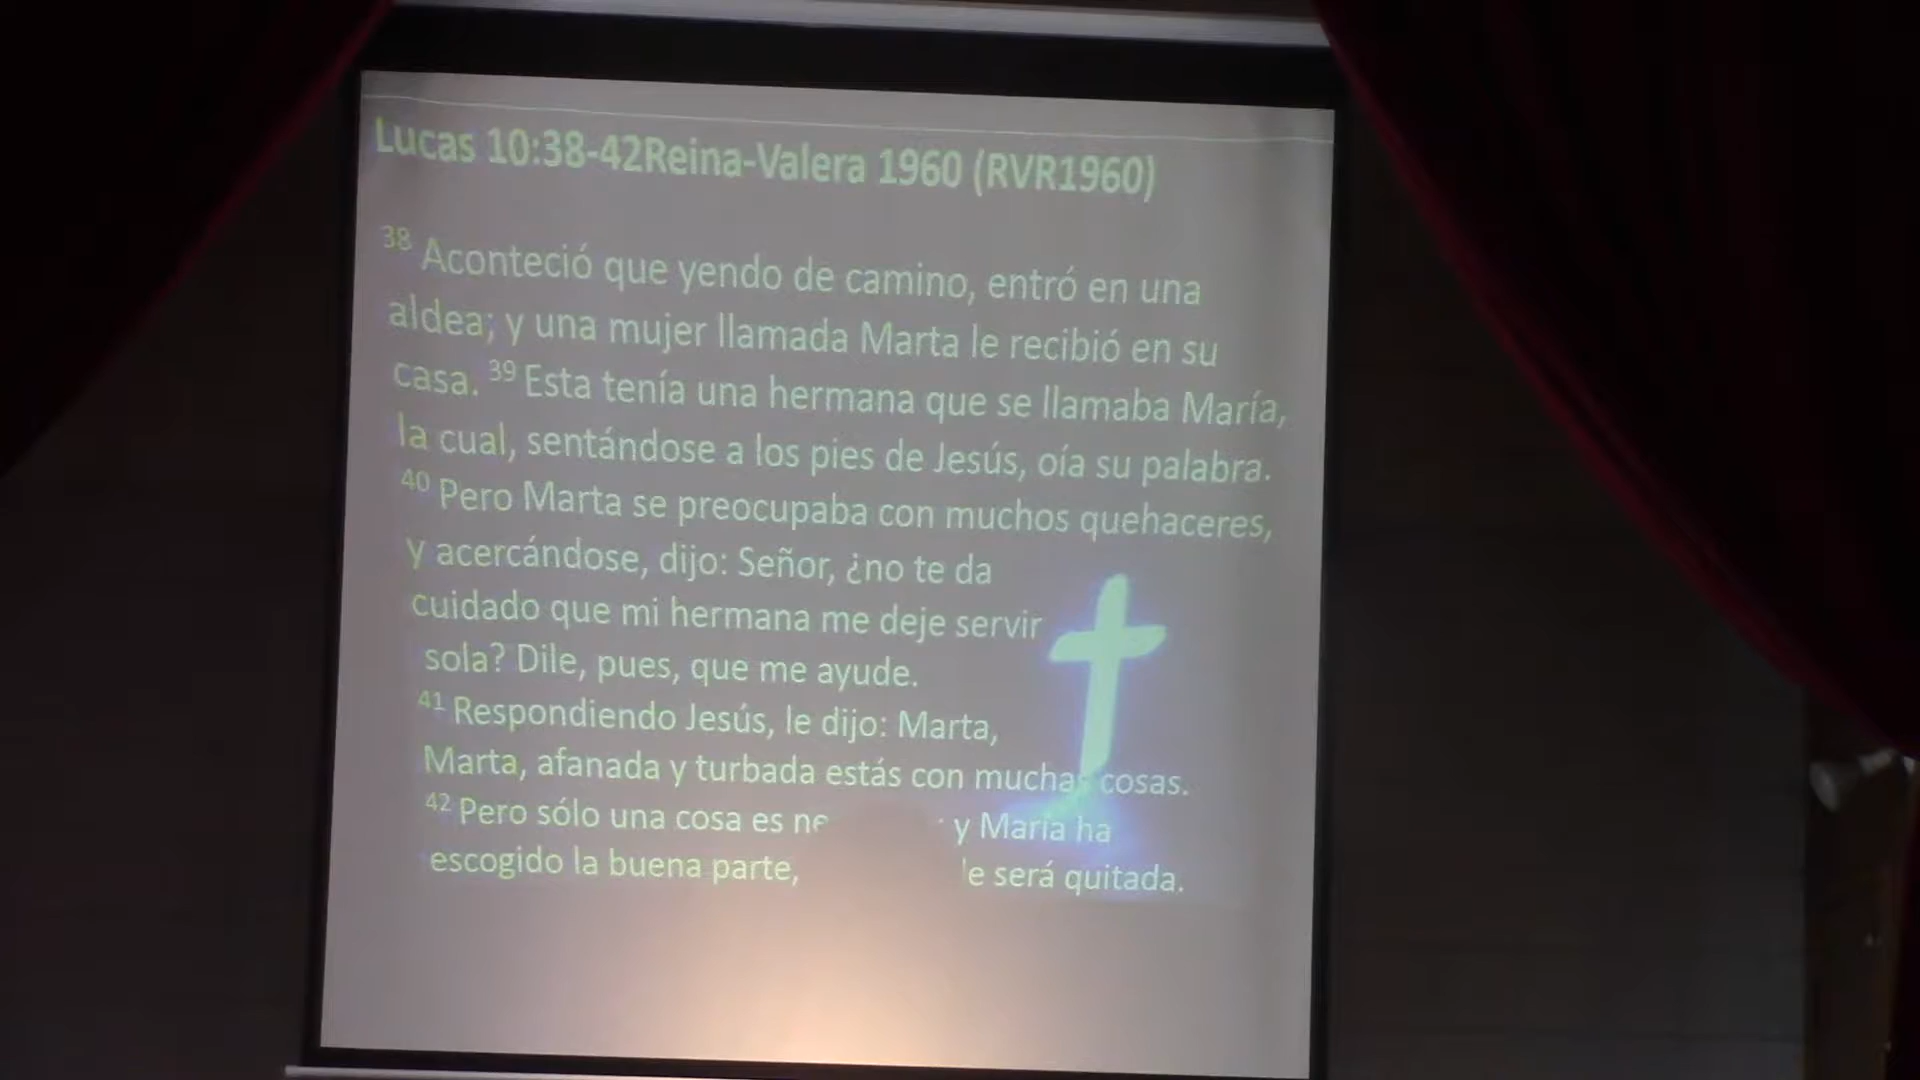 Lucas 10:38-42Reina-Valera 1960 (RVR1960)
38 Aconteció que yendo de camino, entró en una
aldea; y una mujer llamada Marta le recibió en su
casa. 39 Esta tenía una hermana que se llamaba María,
la cual, sentándose a los pies de Jesús, oía su palabra.
40 Pero Marta se preocupaba con muchos quehaceres,
y acercándose, dijo: Señor, ¿no te da
cuidado que mi hermana me deje servir
sola? Dile, pues, que me ayude.
41 Respondiendo Jesús, le dijo: Marta,
Marta, afanada y turbada estás con muchas cosas.
42 Pero sólo una cosa es y María ha
escogido la buena parte, será quitada.